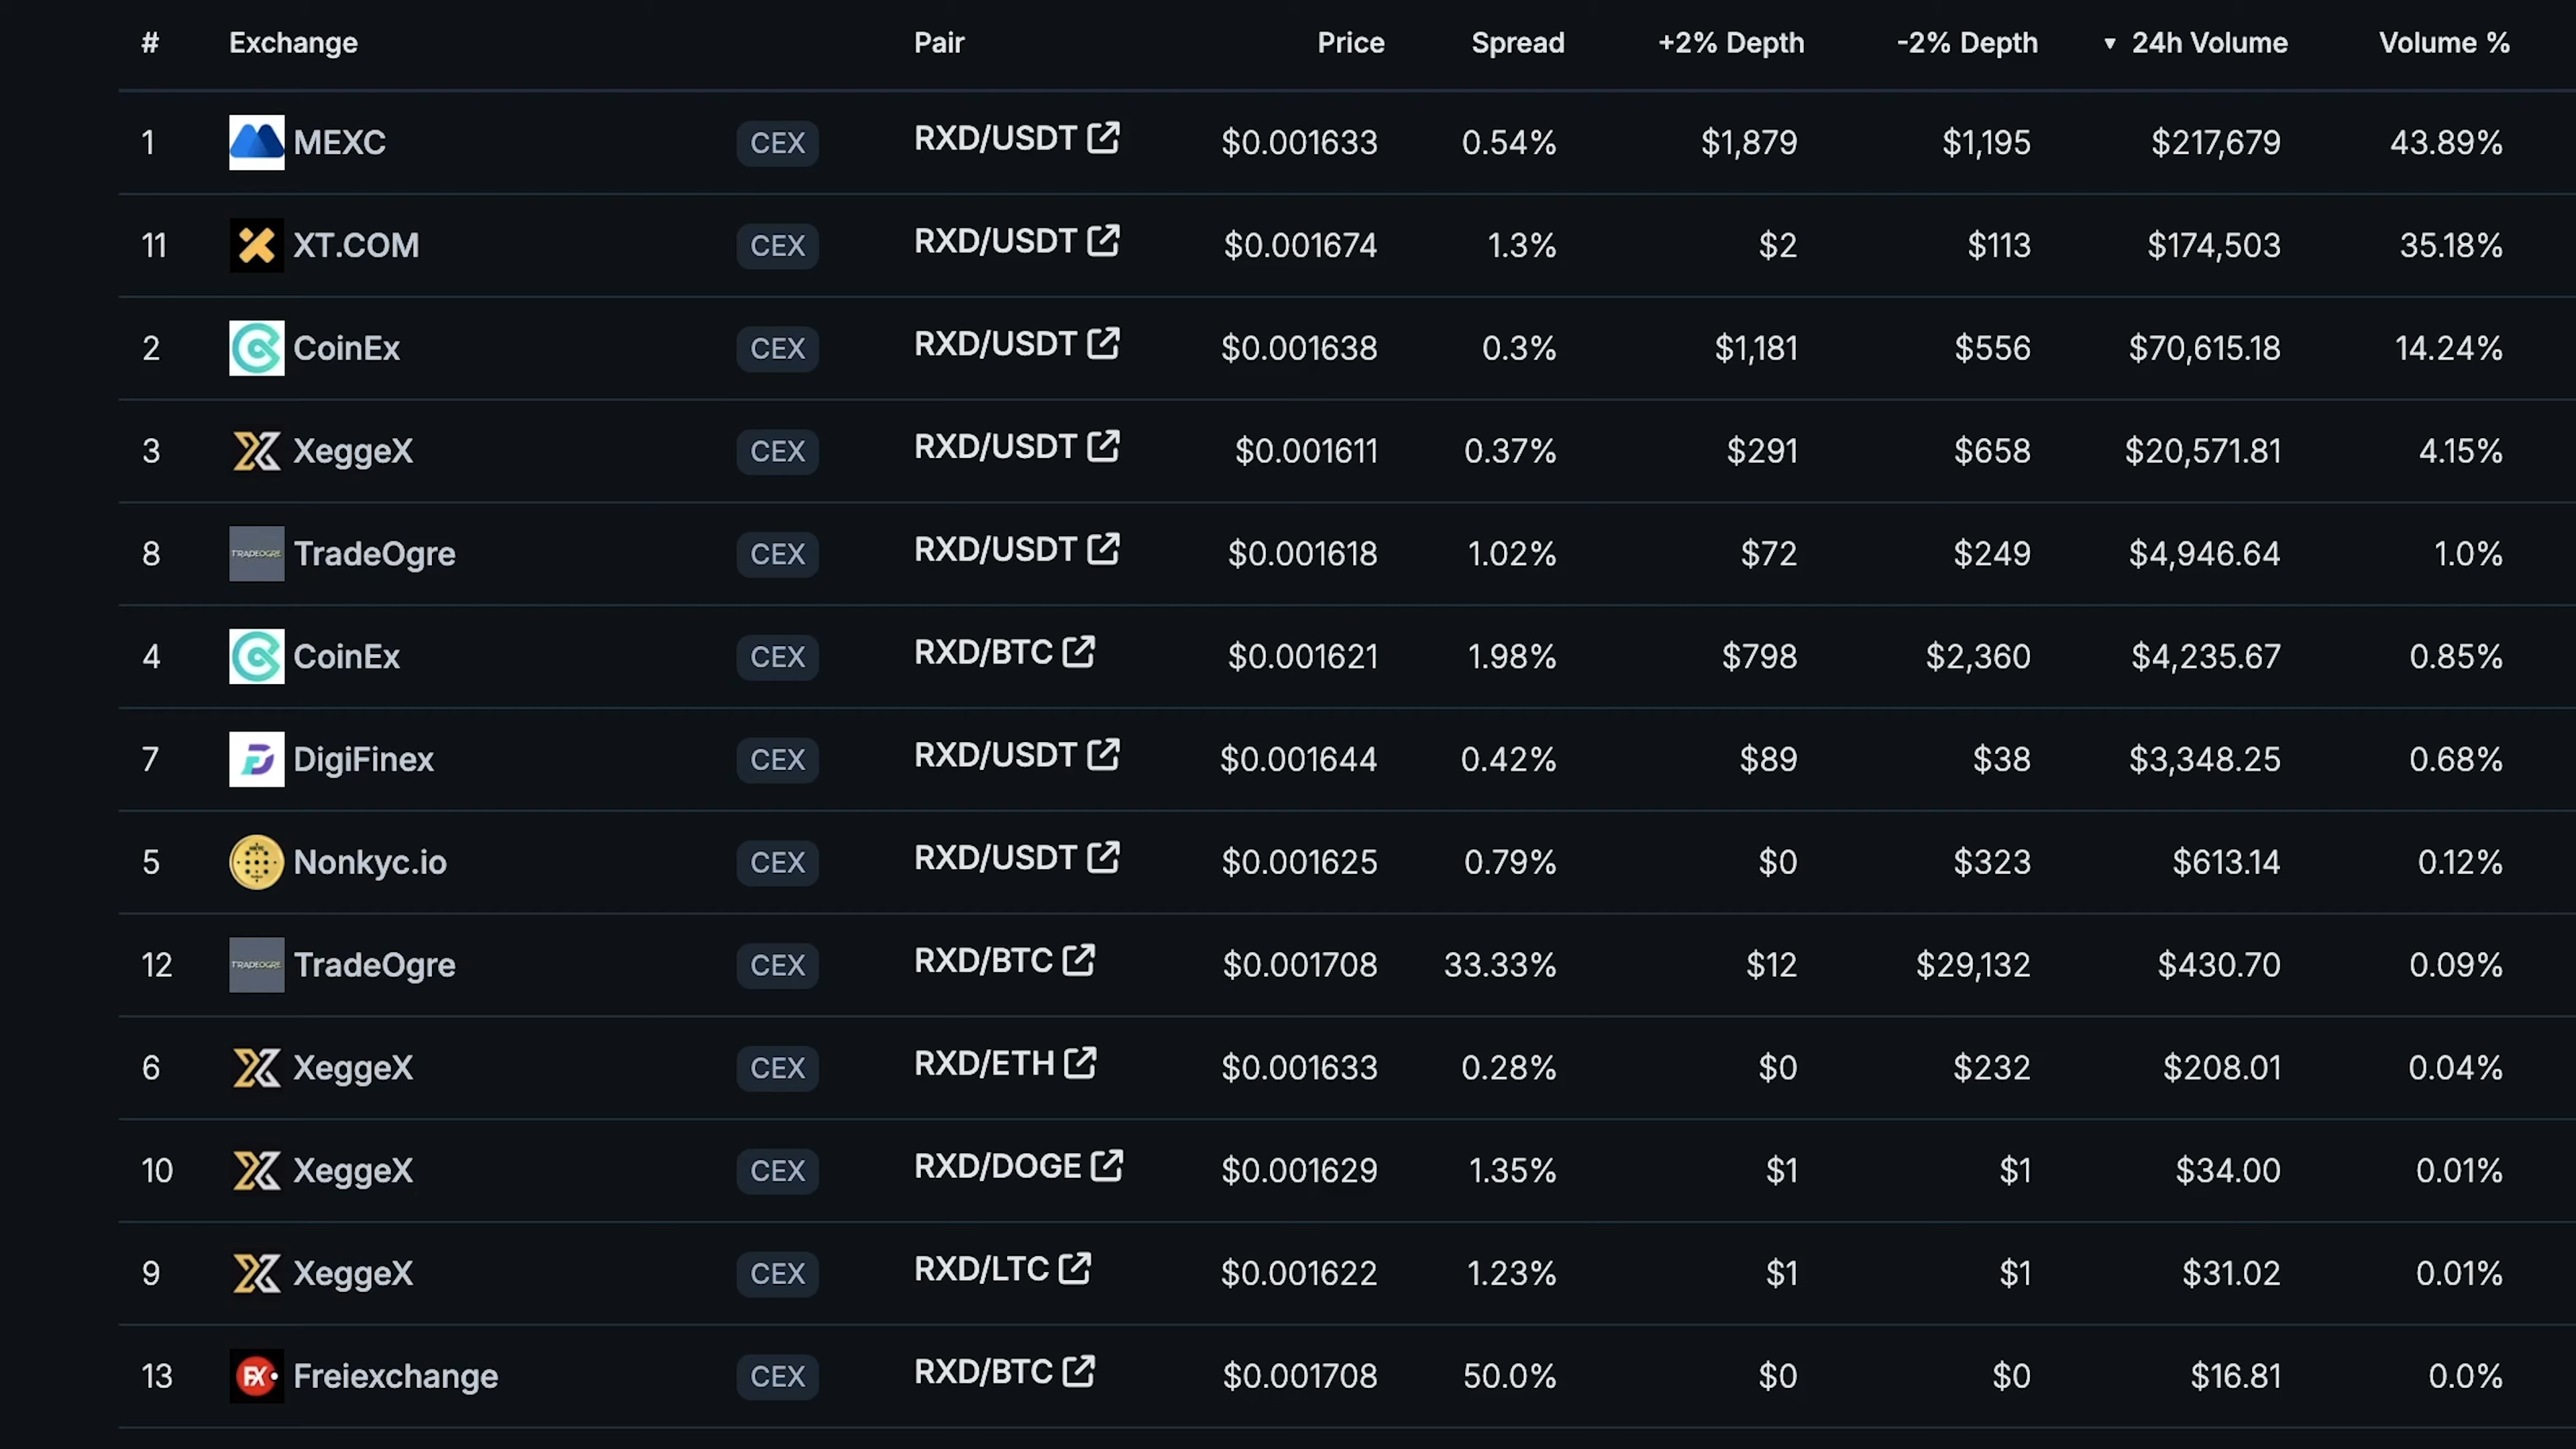 # Exchange Pair Price Spread +2% Depth -2% Depth ▼ 24h Volume Volume %
1 MEXC CEX RXD/USDT $0.001633 0.54% $1,879 $1,195 $217,679 43.89%
11 XT.COM CEX RXD/USDT $0.001674 1.3% $2 $113 $174,503 35.18%
2 CoinEx CEX RXD/USDT $0.001638 0.3% $1,181 $556 $70,615.18 14.24%
3 XeggeX CEX RXD/USDT $0.001611 0.37% $291 $658 $20,571.81 4.15%
8 TRADEOGRE TradeOgre CEX RXD/USDT $0.001618 1.02% $72 $249 $4,946.64 1.0%
4 CoinEx CEX RXD/BTC $0.001621 1.98% $798 $2,360 $4,235.67 0.85%
7 DigiFinex CEX RXD/USDT $0.001644 0.42% $89 $38 $3,348.25 0.68%
5 Nonkyc.io CEX RXD/USDT $0.001625 0.79% $0 $323 $613.14 0.12%
12 TRADEOGRE TradeOgre CEX RXD/BTC $0.001708 33.33% $12 $29,132 $430.70 0.09%
6 XeggeX CEX RXD/ETH $0.001633 0.28% $0 $232 $208.01 0.04%
10 XeggeX CEX RXD/DOGE $0.001629 1.35% $1 $1 $34.00 0.01%
9 XeggeX CEX RXD/LTC $0.001622 1.23% $1 $1 $31.02 0.01%
13 FX Freiexchange CEX RXD/BTC $0.001708 50.0% $0 $0 $16.81 0.0%